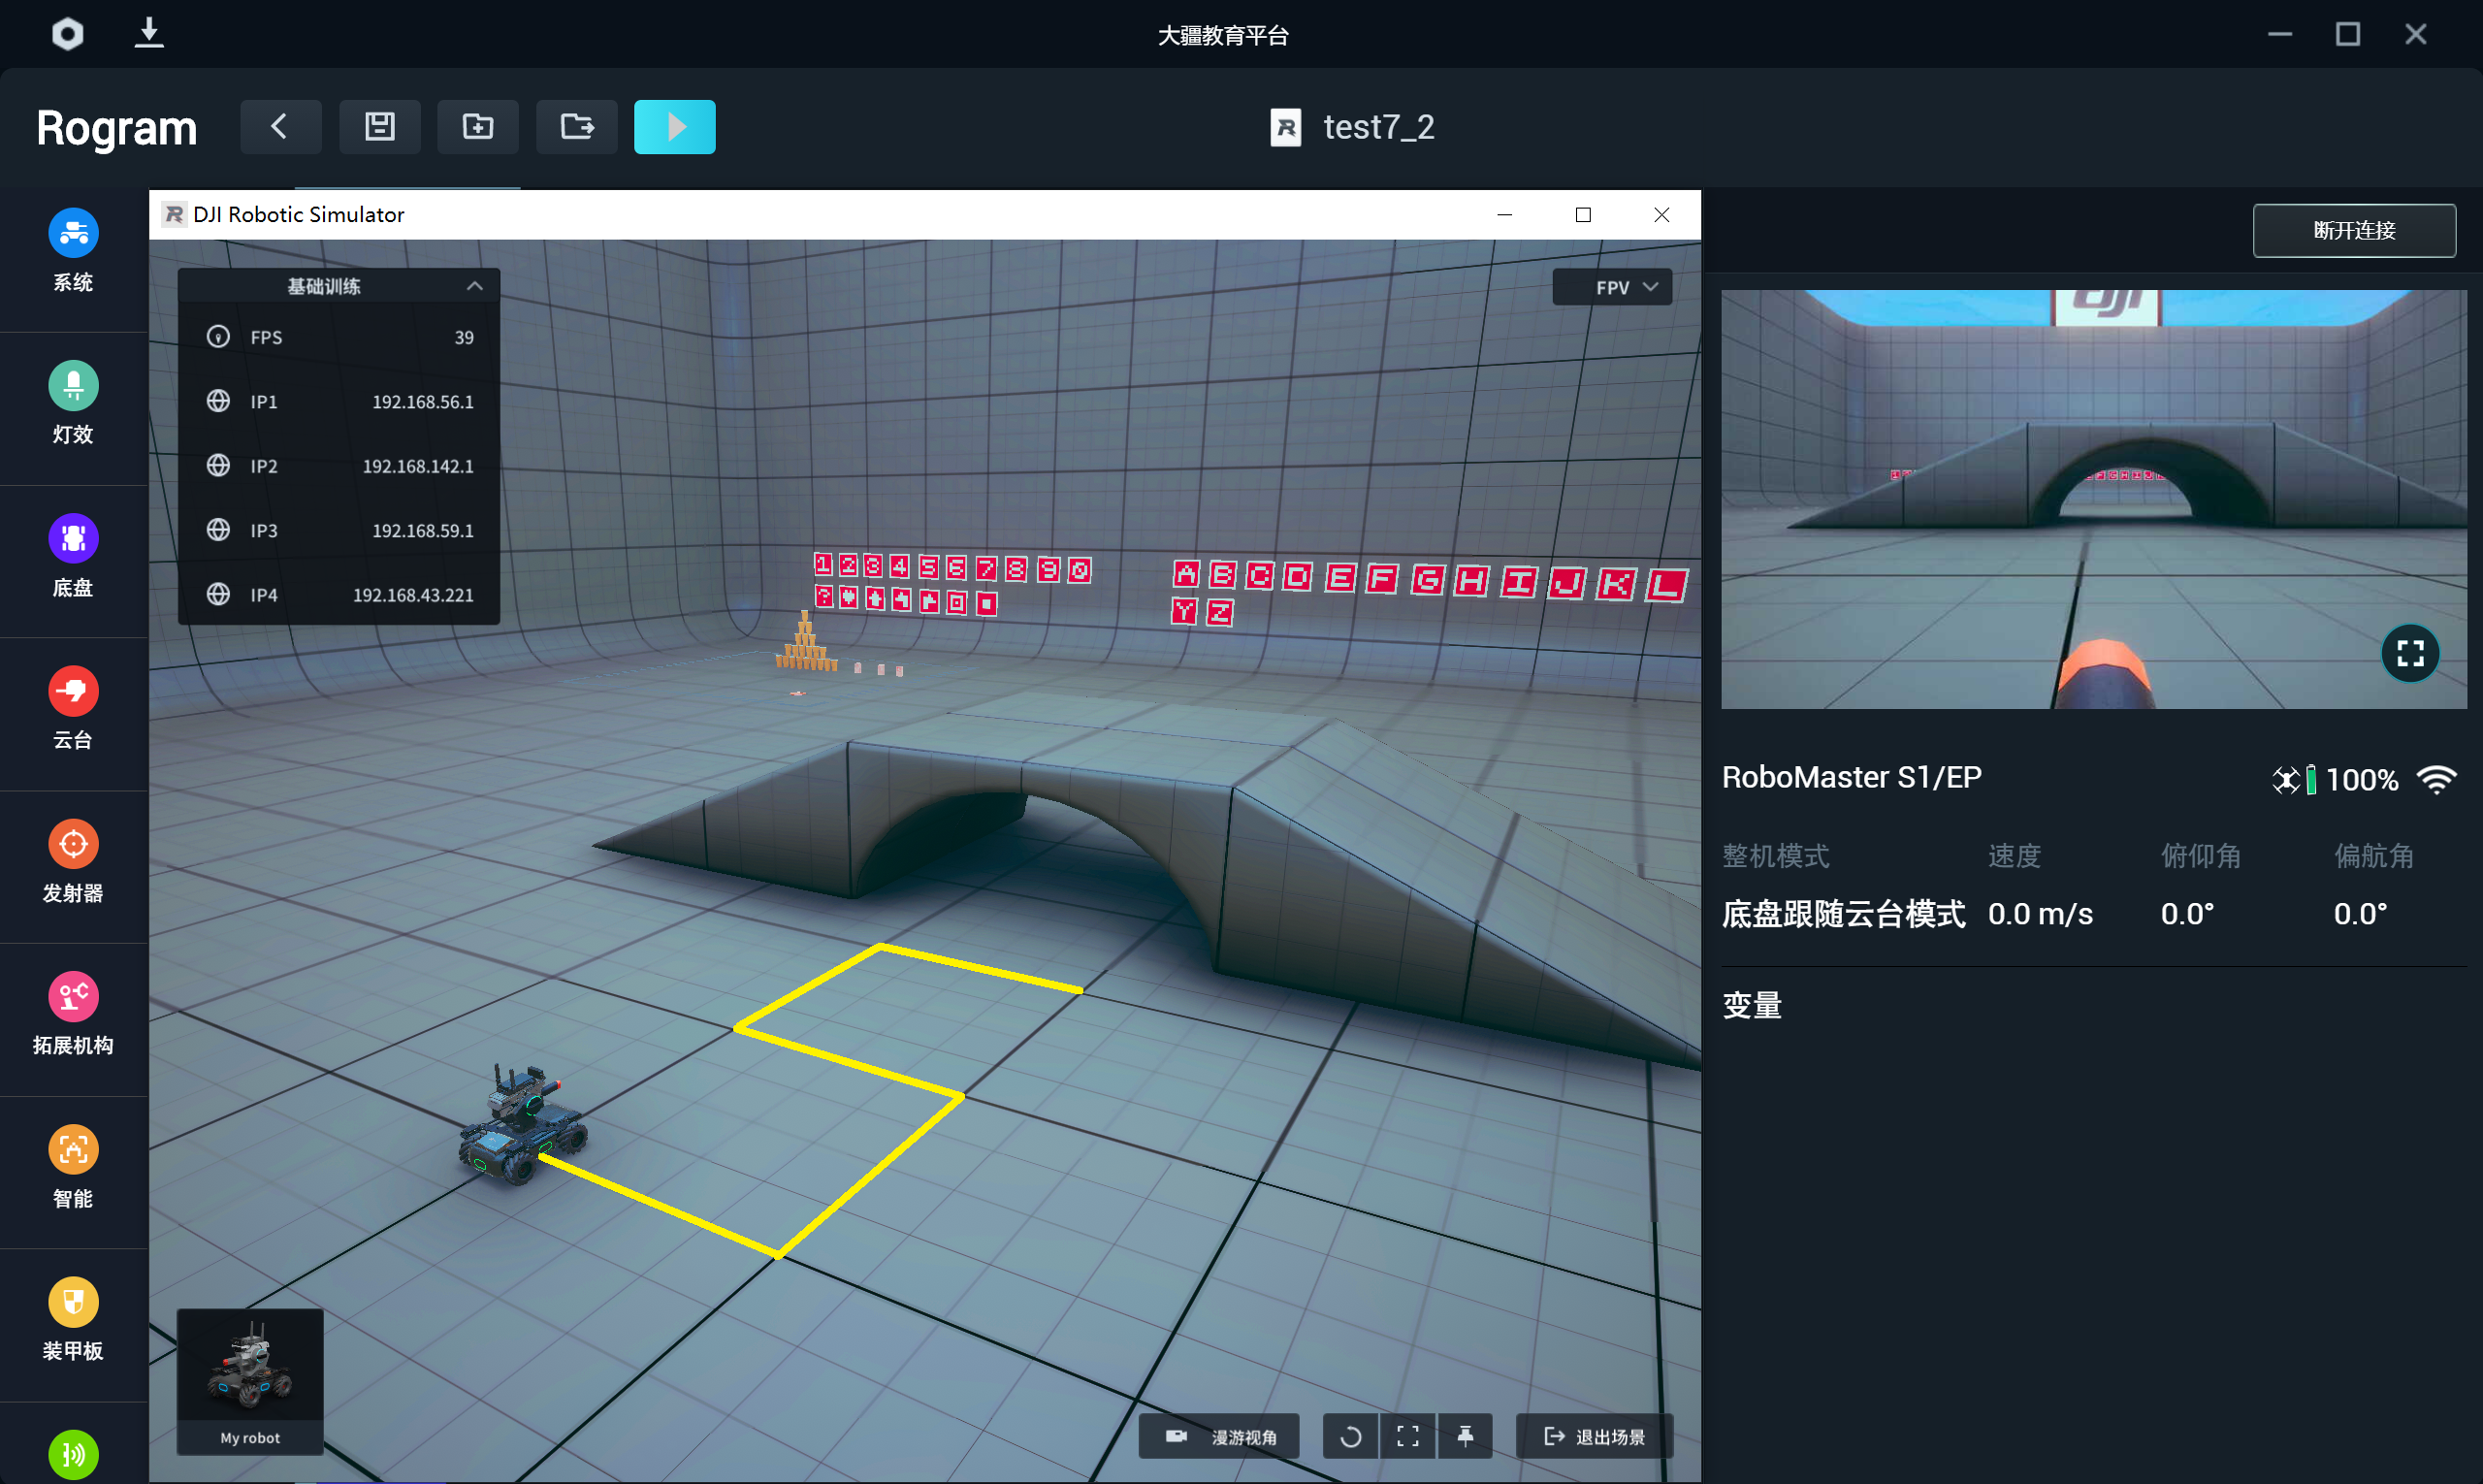 大疆教育平台
Rogram
test7_2
系统
灯效
底盘
云台
发射器
拓展机构
智能
装甲板
DJI Robotic Simulator
基础训练
FPS 39
IP1 192.168.56.1
IP2 192.168.142.1
IP3 192.168.59.1
IP4 192.168.43.221
FPV
1 2 3 4 5 6 7 8 9 0
?
A B C D E F G H I J K L
Y Z
My robot
漫游视角
退出场景
断开连接
dji
RoboMaster S1/EP
100%
整机模式 速度 俯仰角 偏航角
底盘跟随云台模式 0.0 m/s 0.0° 0.0°
变量